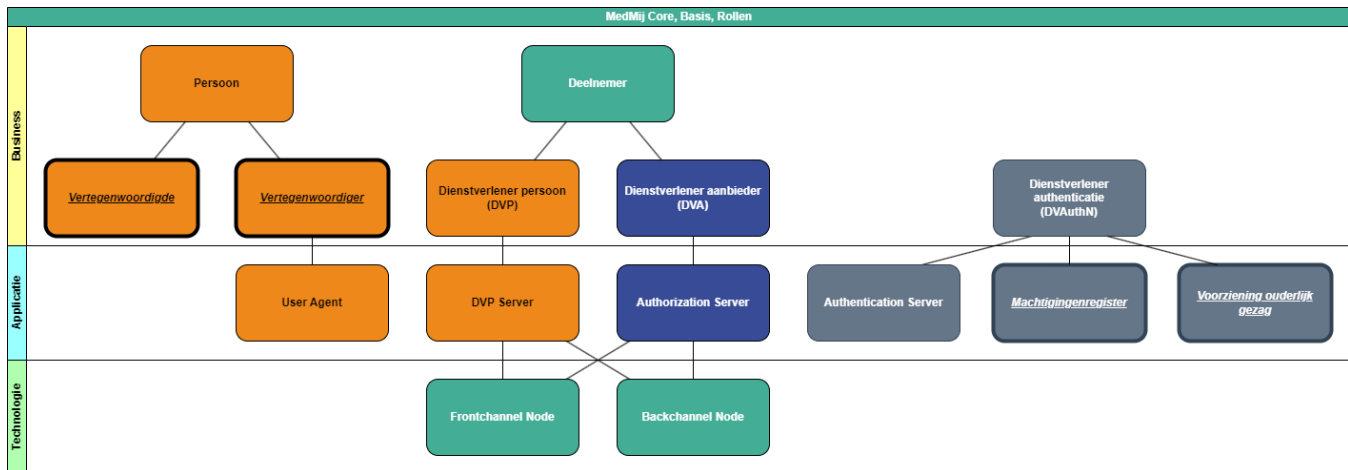 MedMij Core, Basis, Rollen
Business
Persoon
Deelnemer
Vertegenwoordigde
Vertegenwoordiger
Dienstverlener persoon
(DVP)
Dienstverlener aanbieder
(DVA)
Dienstverlener
authenticatie
(DVAuthN)
Applicatie
User Agent
DVP Server
Authorization Server
Authentication Server
Machtigingenregister
Voorziening ouderlijk
gezag
Technologie
Frontchannel Node
Backchannel Node